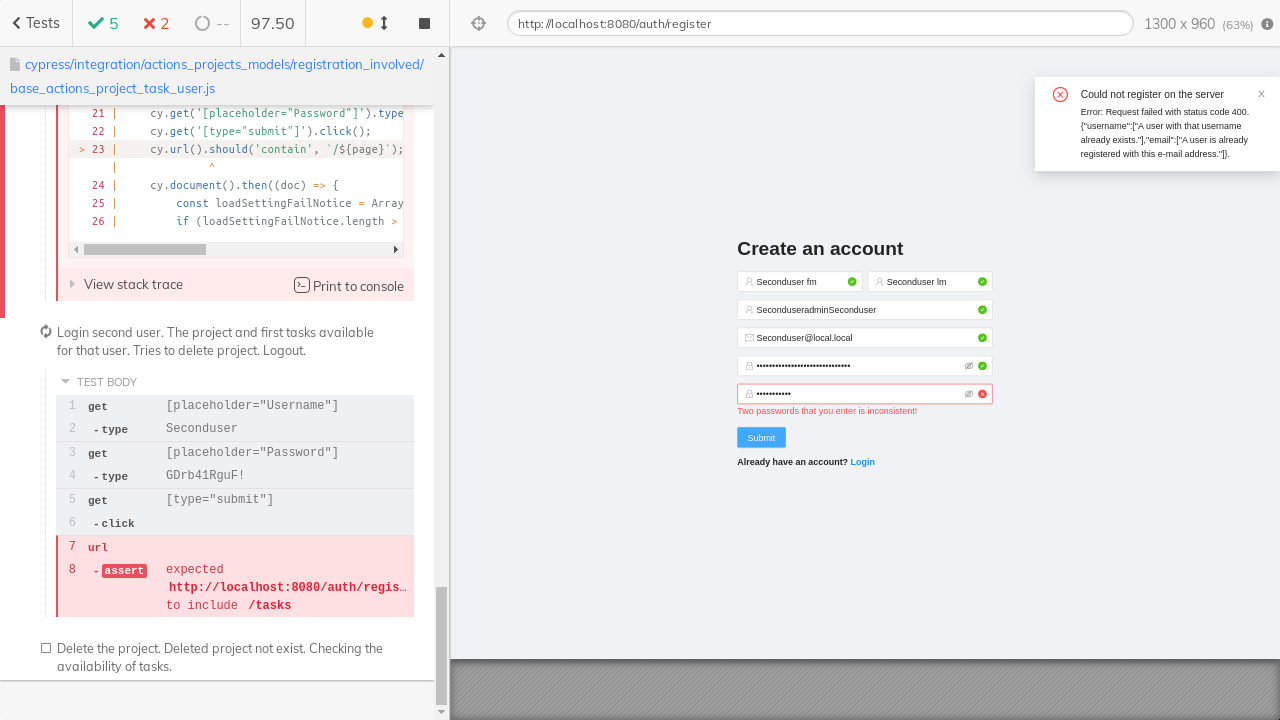 Tests
5
2
--
97.50
http://localhost:8080/auth/register
1300 x 960 (63%)
cypress/integration/actions_projects_models/registration_involved/
base_actions_project_task_user.js
21 |     cy.get('[placeholder="Password"]').type
22 |     cy.get('[type="submit"]').click();
> 23 |     cy.url().should('contain', `/${page}`);
|              ^
24 |     cy.document().then((doc) => {
25 |         const loadSettingFailNotice = Array
26 |         if (loadSettingFailNotice.length >
View stack trace
Print to console
Login second user. The project and first tasks available
for that user. Tries to delete project. Logout.
TEST BODY
1 get [placeholder="Username"]
2 -type Seconduser
3 get [placeholder="Password"]
4 -type GDrb41RguF!
5 get [type="submit"]
6 -click
7 url
8 -assert expected
http://localhost:8080/auth/regis…
to include /tasks
Delete the project. Deleted project not exist. Checking the
availability of tasks.
Could not register on the server
X
Error: Request failed with status code 400.
{"username":["A user with that username
already exists."],"email":["A user is already
registered with this e-mail address."]}.
Create an account
Seconduser fm
Seconduser lm
SeconduseradminSeconduser
Seconduser@local.local
••••••••••••••••••••••••••••••
•••••••••••
Two passwords that you enter is inconsistent!
Submit
Already have an account? Login